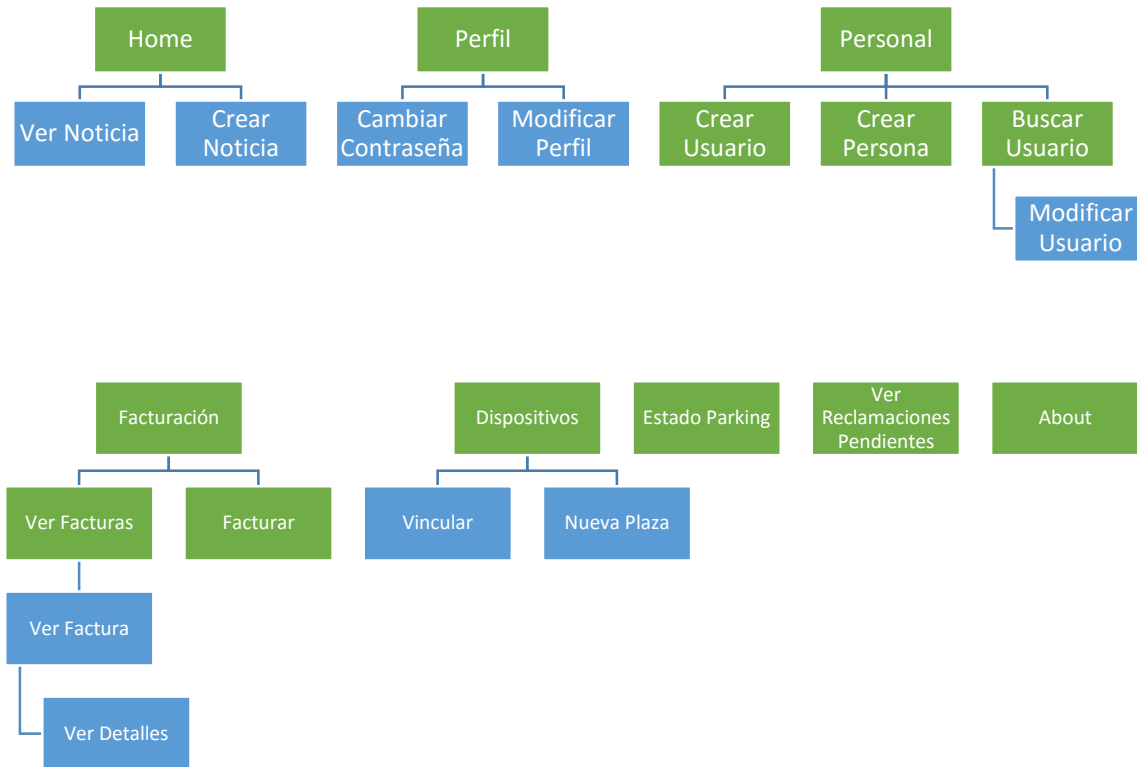 Home
Perfil
Personal
Ver Noticia
Crear
Noticia
Cambiar
Contraseña
Modificar
Perfil
Crear
Usuario
Crear
Persona
Buscar
Usuario
Modificar
Usuario
Facturación
Dispositivos
Estado Parking
Ver
Reclamaciones
Pendientes
About
Ver Facturas
Facturar
Vincular
Nueva Plaza
Ver Factura
Ver Detalles